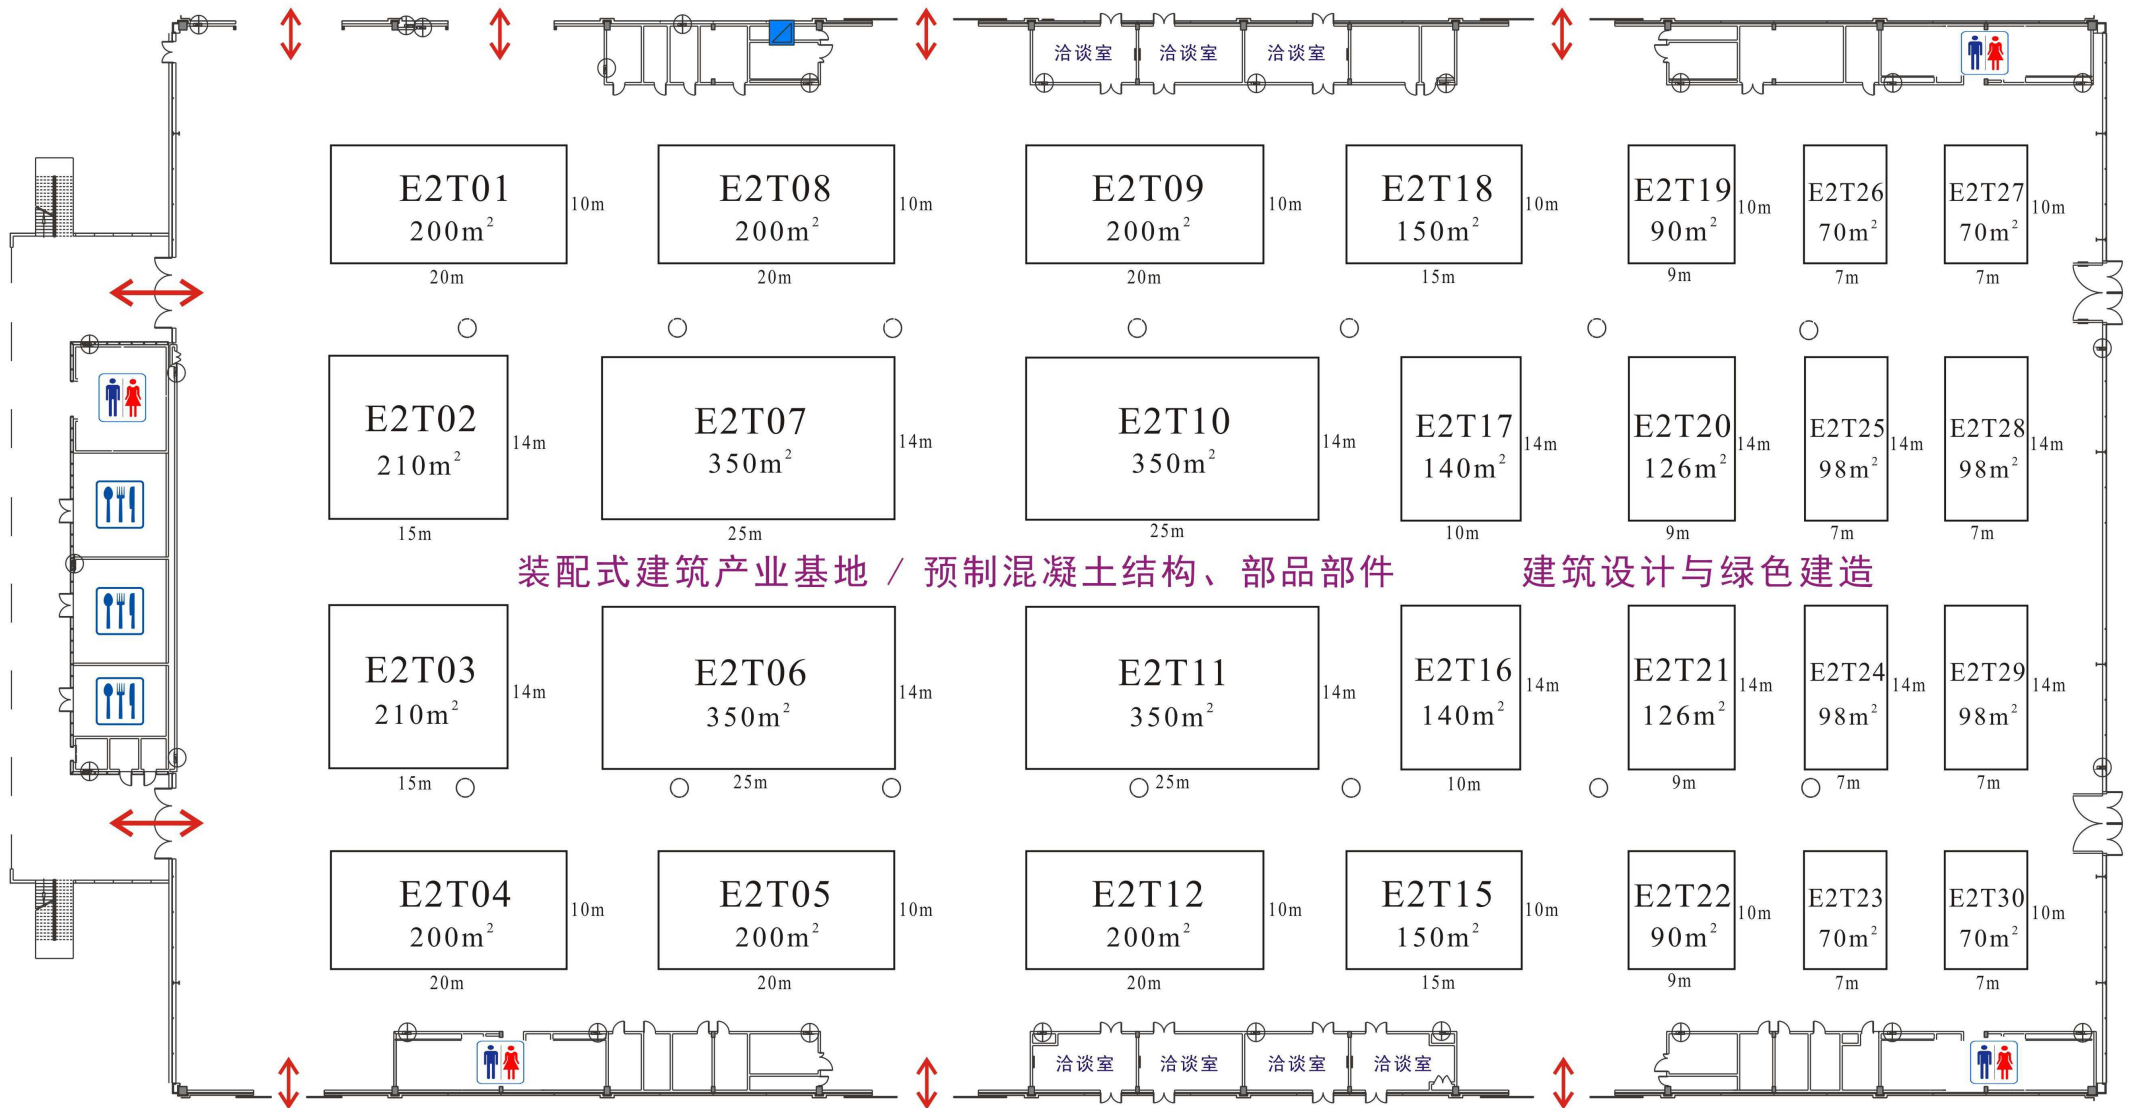 洽谈室 洽谈室 洽谈室
E2T01
200m²
10m
20m
E2T08
200m²
10m
20m
E2T09
200m²
10m
20m
E2T18
150m²
10m
15m
E2T19
90m²
10m
9m
E2T26
70m²
7m
E2T27
70m²
10m
7m
E2T02
210m²
14m
15m
E2T07
350m²
14m
25m
E2T10
350m²
14m
25m
E2T17
140m²
14m
10m
E2T20
126m²
14m
9m
E2T25
98m²
14m
7m
E2T28
98m²
14m
7m
装配式建筑产业基地 / 预制混凝土结构、部品部件 建筑设计与绿色建造
E2T03
210m²
14m
15m
E2T06
350m²
14m
25m
E2T11
350m²
14m
25m
E2T16
140m²
14m
10m
E2T21
126m²
14m
9m
E2T24
98m²
14m
7m
E2T29
98m²
14m
7m
E2T04
200m²
10m
20m
E2T05
200m²
10m
20m
E2T12
200m²
10m
20m
E2T15
150m²
10m
15m
E2T22
90m²
10m
9m
E2T23
70m²
7m
E2T30
70m²
10m
7m
洽谈室 洽谈室 洽谈室 洽谈室